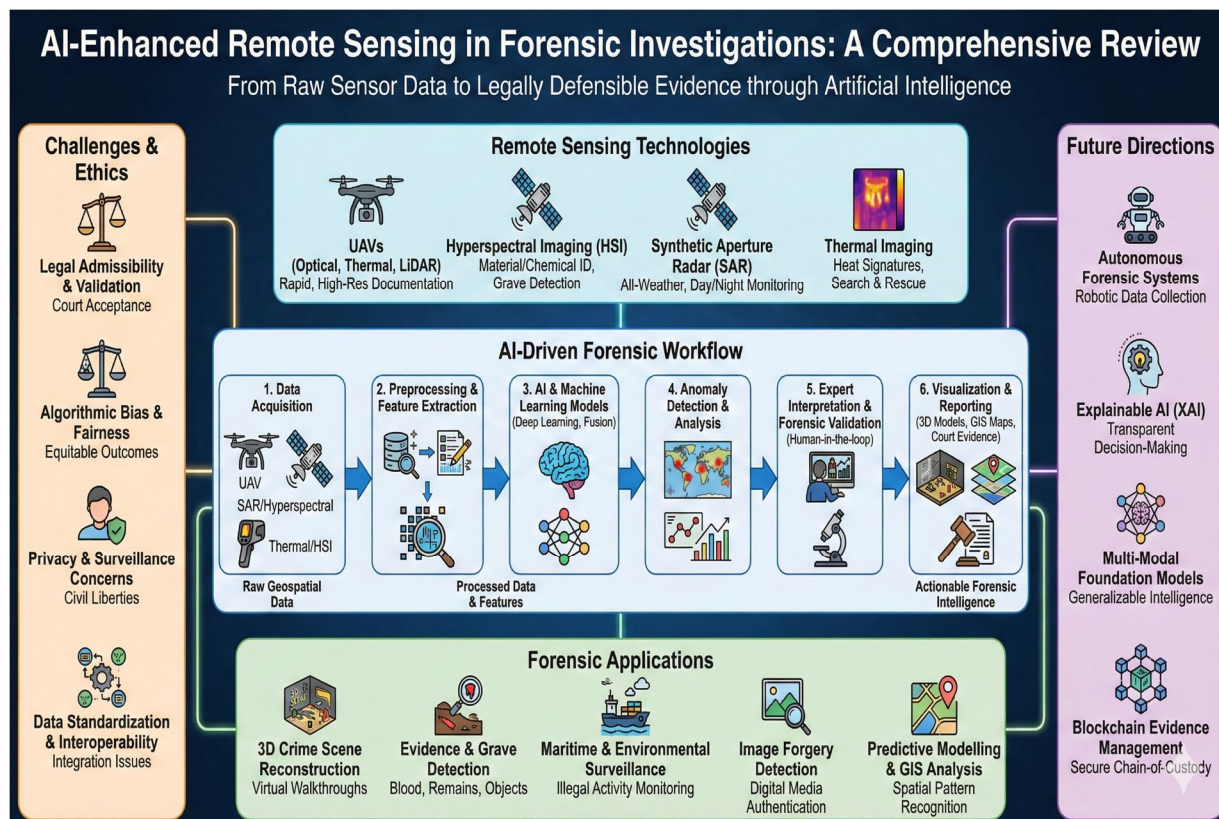 AI-Enhanced Remote Sensing in Forensic Investigations: A Comprehensive Review
From Raw Sensor Data to Legally Defensible Evidence through Artificial Intelligence
Challenges &
Ethics
Legal Admissibility
& Validation
Court Acceptance
Algorithmic Bias &
Fairness
Equitable Outcomes
Privacy & Surveillance
Concerns
Civil Liberties
Data Standardization
& Interoperability
Integration Issues
Remote Sensing Technologies
UAVs
(Optical, Thermal, LiDAR)
Rapid, High-Res Documentation
Hyperspectral Imaging (HSI)
Material/Chemical ID,
Grave Detection
Synthetic Aperture
Radar (SAR)
All-Weather, Day/Night Monitoring
Thermal Imaging
Heat Signatures,
Search & Rescue
AI-Driven Forensic Workflow
1. Data
Acquisition
UAV
SAR/Hyperspectral
Thermal/HSI
Raw Geospatial
Data
2. Preprocessing &
Feature Extraction
Processed Data
& Features
3. AI & Machine
Learning Models
(Deep Learning, Fusion)
4. Anomaly
Detection &
Analysis
5. Expert
Interpretation &
Forensic Validation
(Human-in-the-loop)
6. Visualization &
Reporting
(3D Models, GIS Maps,
Court Evidence)
Actionable Forensic
Intelligence
Forensic Applications
3D Crime Scene
Reconstruction
Virtual Walkthroughs
Evidence & Grave
Detection
Blood, Remains, Objects
Maritime & Environmental
Surveillance
Illegal Activity Monitoring
Image Forgery
Detection
Digital Media
Authentication
Predictive Modelling
& GIS Analysis
Spatial Pattern
Recognition
Future Directions
Autonomous
Forensic Systems
Robotic Data Collection
Explainable AI (XAI)
Transparent
Decision-Making
Multi-Modal
Foundation Models
Generalizable Intelligence
Blockchain Evidence
Management
Secure Chain-of-Custody